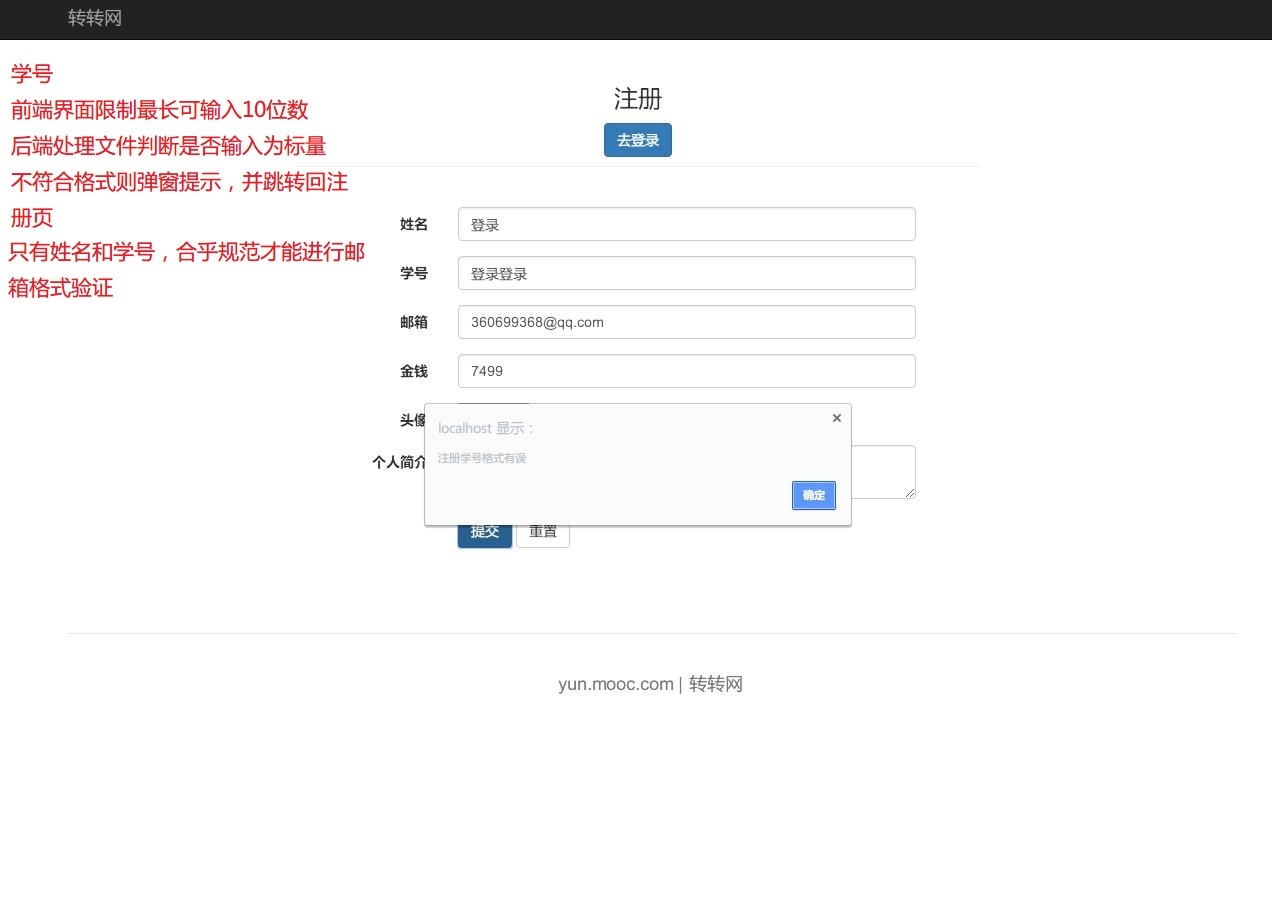 转转网
学号
前端界面限制最长可输入10位数
后端处理文件判断是否输入为标量
不符合格式则弹窗提示，并跳转回注
册页
只有姓名和学号，合乎规范才能进行邮
箱格式验证
注册
去登录
姓名 登录
学号 登录登录
邮箱 360699368@qq.com
金钱 7499
头像
localhost 显示：
×
注册学号格式有误
个人简介
确定
提交 重置
yun.mooc.com | 转转网